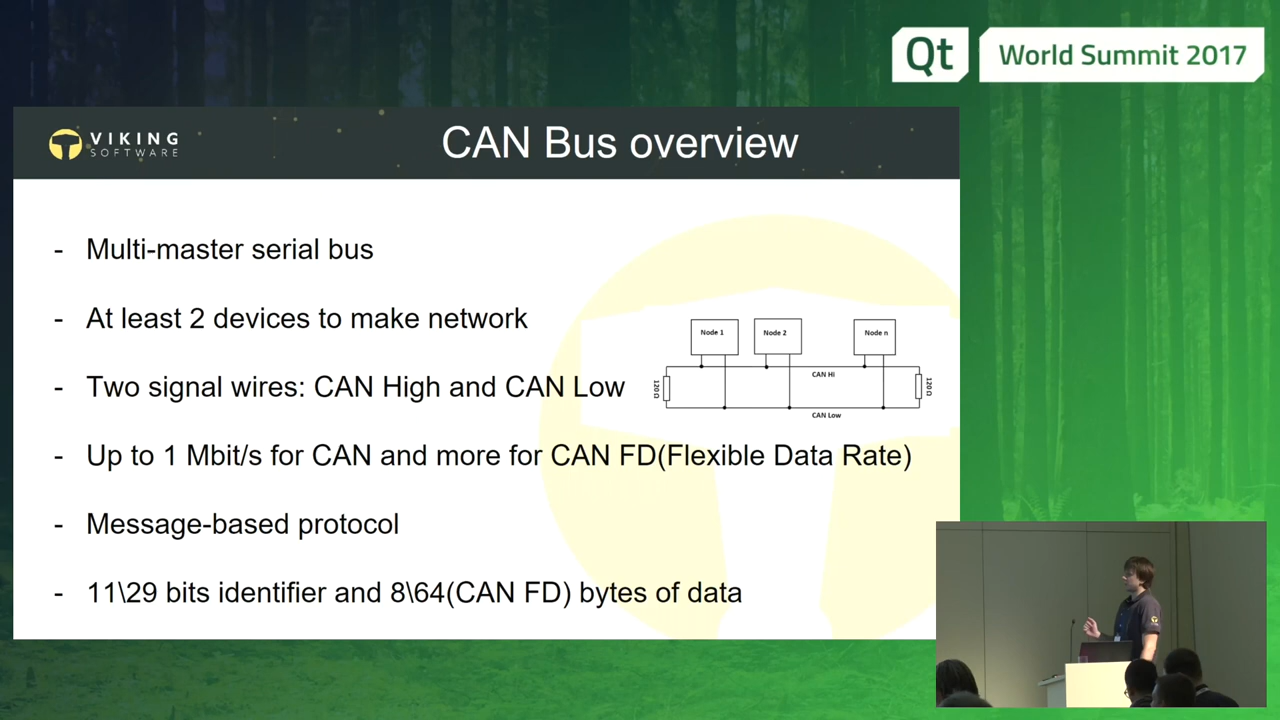 Qt
World Summit 2017
VIKING
SOFTWARE
CAN Bus overview
- Multi-master serial bus
- At least 2 devices to make network
- Two signal wires: CAN High and CAN Low
- Up to 1 Mbit/s for CAN and more for CAN FD(Flexible Data Rate)
- Message-based protocol
- 11\29 bits identifier and 8\64(CAN FD) bytes of data
Node 1
Node 2
Node n
CAN Hi
120 Ω
120 Ω
CAN Low